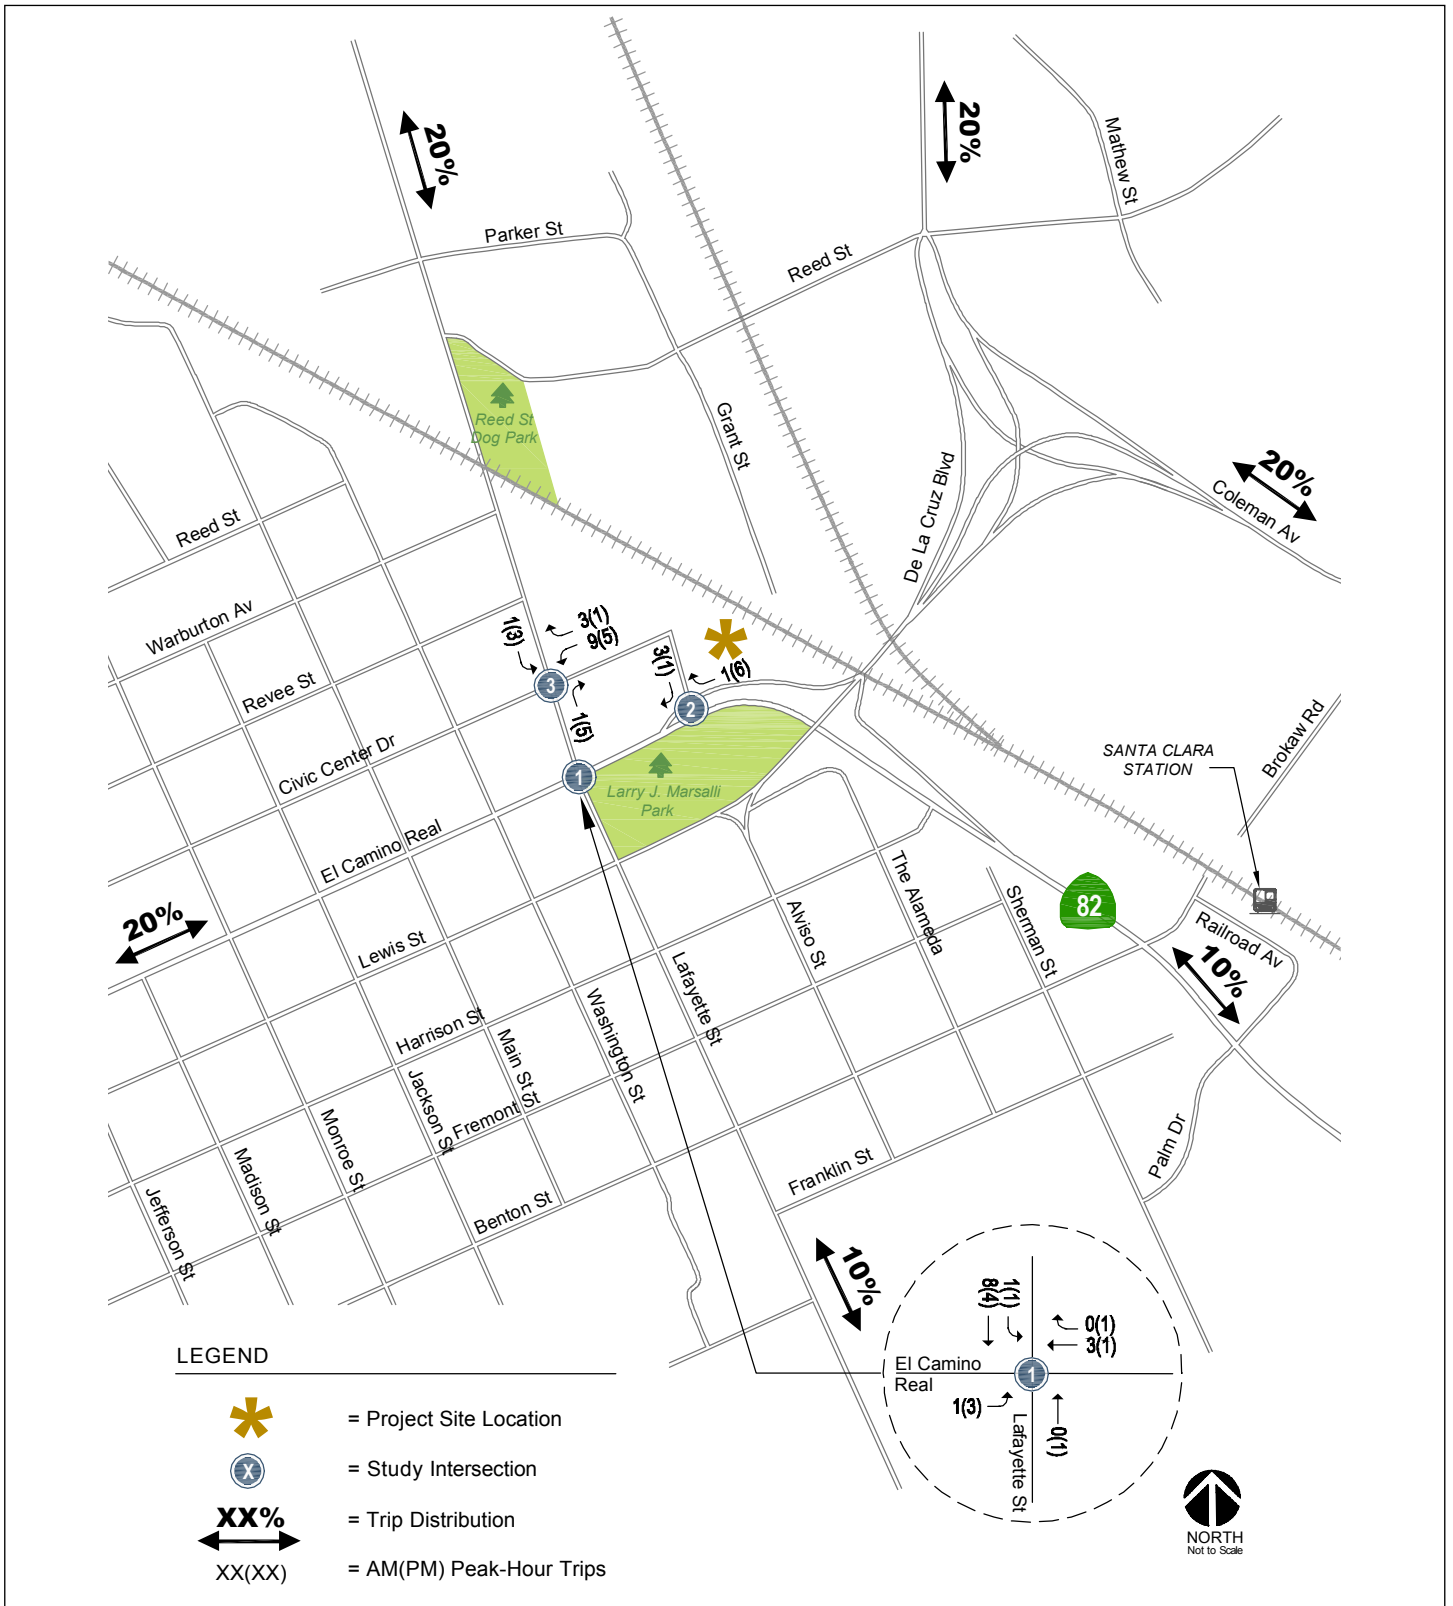 20%
20%
Mathew St
Parker St
Reed St
Reed St
Dog Park
Grant St
De La Cruz Blvd
20%
Coleman Av
Reed St
Warburton Av
Revee St
Civic Center Dr
El Camino Real
1(3)
3(1)
9(5)
3
1(5)
3(1)
1(6)
2
1
Larry J. Marsalli
Park
SANTA CLARA
STATION
Brokaw Rd
20%
Lewis St
Harrison St
Fremont St
Benton St
Franklin St
Jefferson St
Madison St
Monroe St
Jackson St
Main St
Washington St
Lafayette St
Alviso St
The Alameda
Sherman St
82
Railroad Av
10%
Palm Dr
10%
8(4)
1(1)
0(1)
3(1)
El Camino
Real
1
1(3)
0(1)
Lafayette St
LEGEND
= Project Site Location
X
= Study Intersection
XX%
= Trip Distribution
XX(XX)
= AM(PM) Peak-Hour Trips
NORTH
Not to Scale